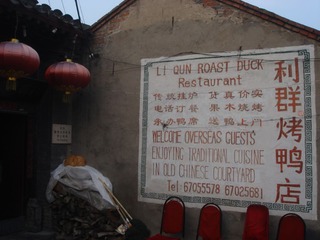 LI QUN ROAST DUCK
Restaurant
传统挂炉 货真价实
电话订餐 果木烧烤
承办鸭席 送鸭上门
WELCOME OVERSEAS GUESTS
ENJOYING TRADITIONAL CUISINE
IN OLD CHINESE COURTYARD
Tel 67055578 67025681
利群烤鸭店